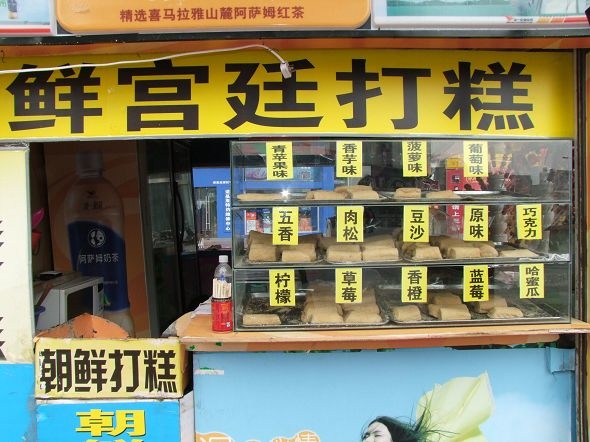 精选喜马拉雅山麓阿萨姆红茶
鲜宫廷打糕
青苹果味
香芋味
菠萝味
葡萄味
五香
肉松
豆沙
原味
巧克力
柠檬
草莓
香橙
蓝莓
哈蜜瓜
阿萨姆奶茶
朝鲜打糕
朝